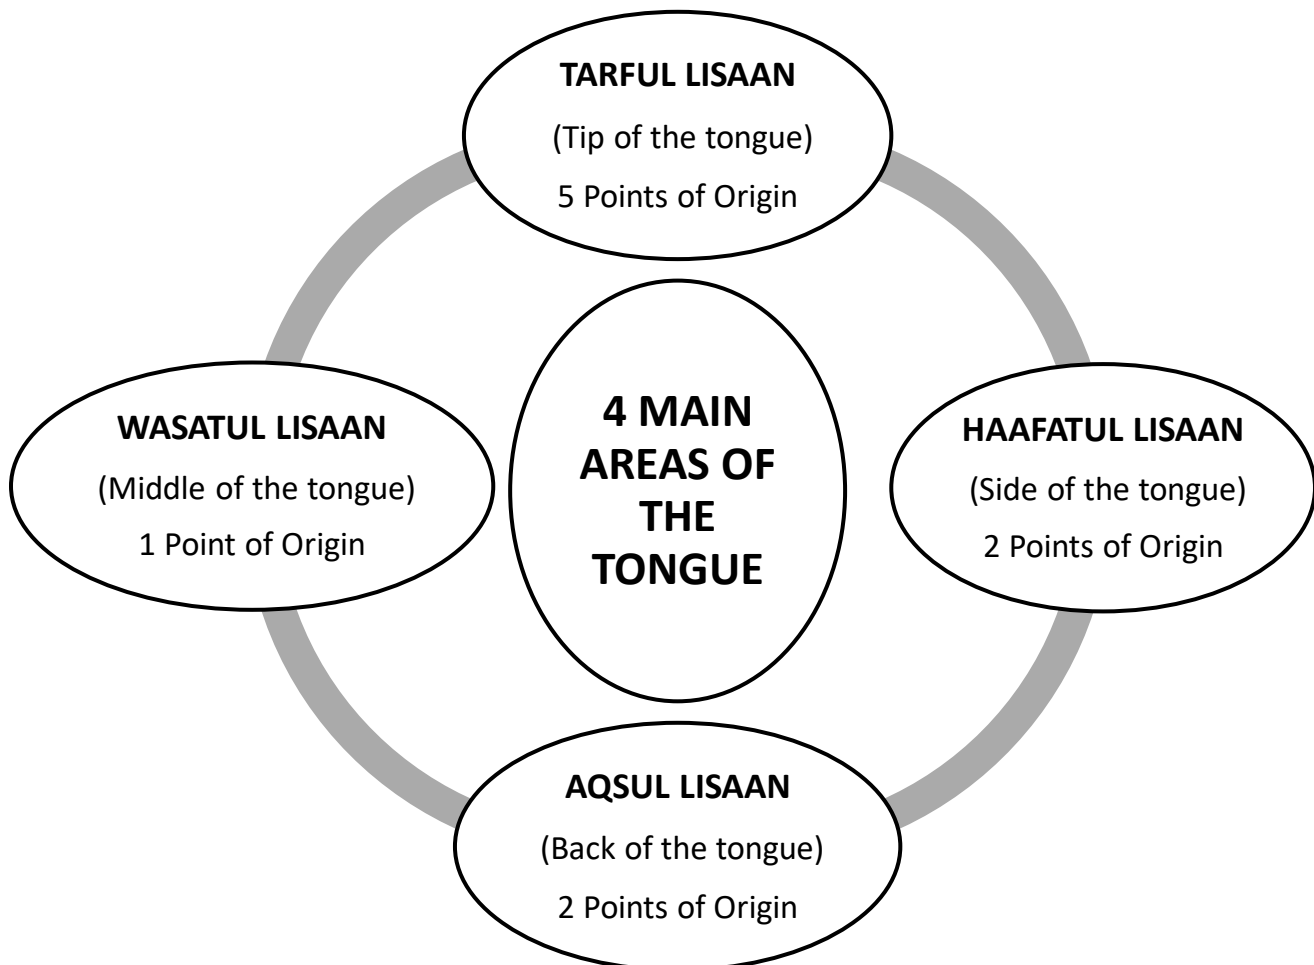 TARFUL LISAAN
(Tip of the tongue)
5 Points of Origin
WASATUL LISAAN
(Middle of the tongue)
1 Point of Origin
4 MAIN
AREAS OF
THE
TONGUE
HAAFATUL LISAAN
(Side of the tongue)
2 Points of Origin
AQSUL LISAAN
(Back of the tongue)
2 Points of Origin